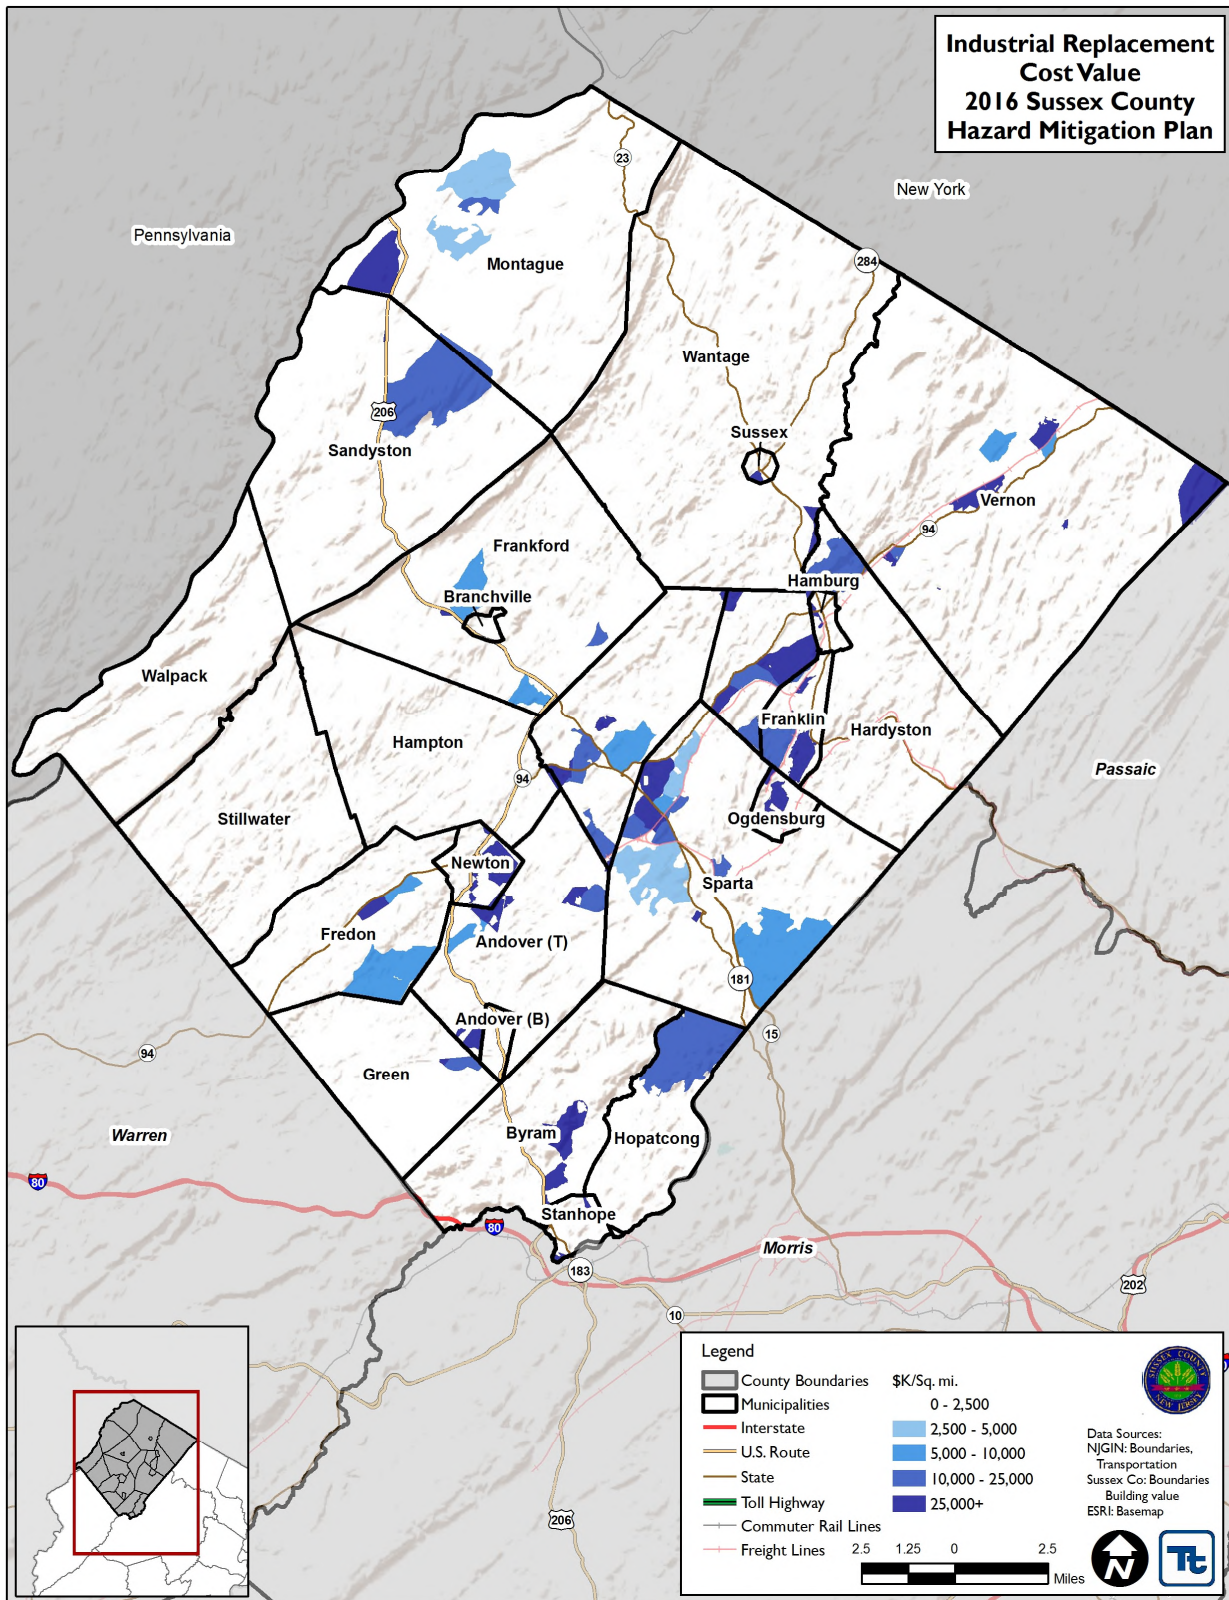 Industrial Replacement
Cost Value
2016 Sussex County
Hazard Mitigation Plan
New York
Pennsylvania
23
284
Montague
Wantage
206
Sandyston
Sussex
Vernon
94
Frankford
Branchville
Hamburg
Walpack
Franklin
Hardyston
Hampton
94
Passaic
Stillwater
Ogdensburg
Newton
Sparta
Fredon
Andover (T)
181
Andover (B)
15
94
Green
Warren
Byram
Hopatcong
80
Stanhope
80
Morris
183
202
10
206
Legend
County Boundaries
Municipalities
Interstate
U.S. Route
State
Toll Highway
Commuter Rail Lines
Freight Lines
$K/Sq. mi.
0 - 2,500
2,500 - 5,000
5,000 - 10,000
10,000 - 25,000
25,000+
SUSSEX COUNTY
NEW JERSEY
Data Sources:
NJGIN: Boundaries,
Transportation
Sussex Co: Boundaries
Building value
ESRI: Basemap
2.5 1.25 0 2.5
Miles
N
Tt